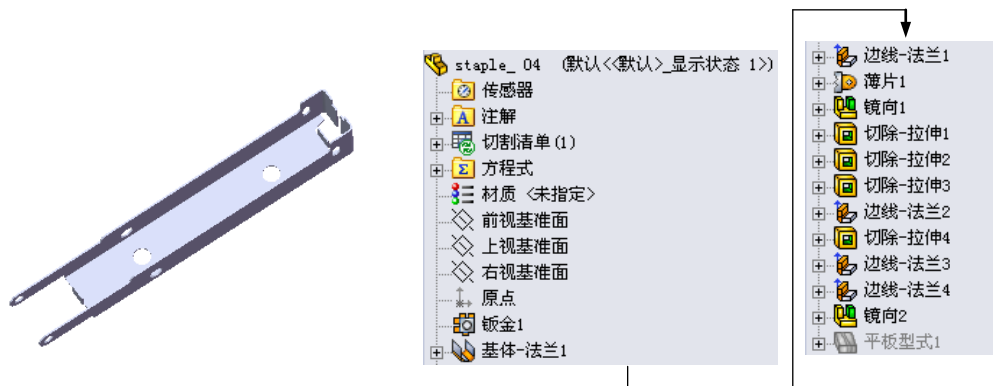 staple_ 04 (默认<<默认>_显示状态 1>)
传感器
注解
切割清单(1)
方程式
材质 <未指定>
前视基准面
上视基准面
右视基准面
原点
钣金1
基体-法兰1
边线-法兰1
薄片1
镜向1
切除-拉伸1
切除-拉伸2
切除-拉伸3
边线-法兰2
切除-拉伸4
边线-法兰3
边线-法兰4
镜向2
平板型式1